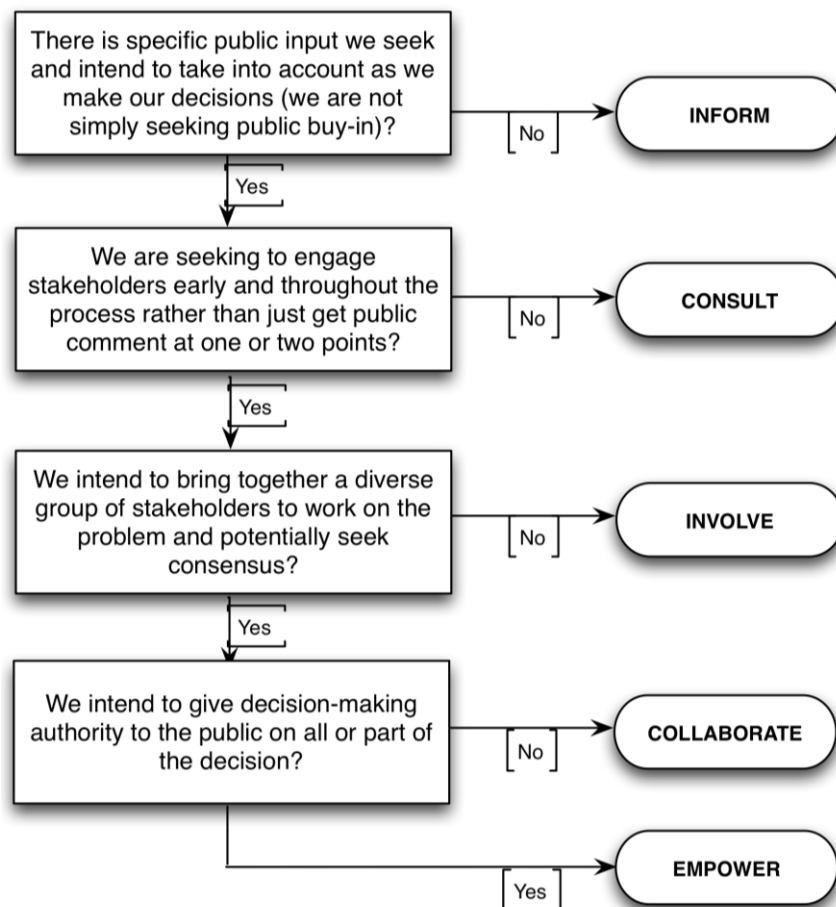 There is specific public input we seek
and intend to take into account as we
make our decisions (we are not
simply seeking public buy-in)?
No
INFORM
Yes
We are seeking to engage
stakeholders early and throughout the
process rather than just get public
comment at one or two points?
No
CONSULT
Yes
We intend to bring together a diverse
group of stakeholders to work on the
problem and potentially seek
consensus?
No
INVOLVE
Yes
We intend to give decision-making
authority to the public on all or part of
the decision?
No
COLLABORATE
Yes
EMPOWER